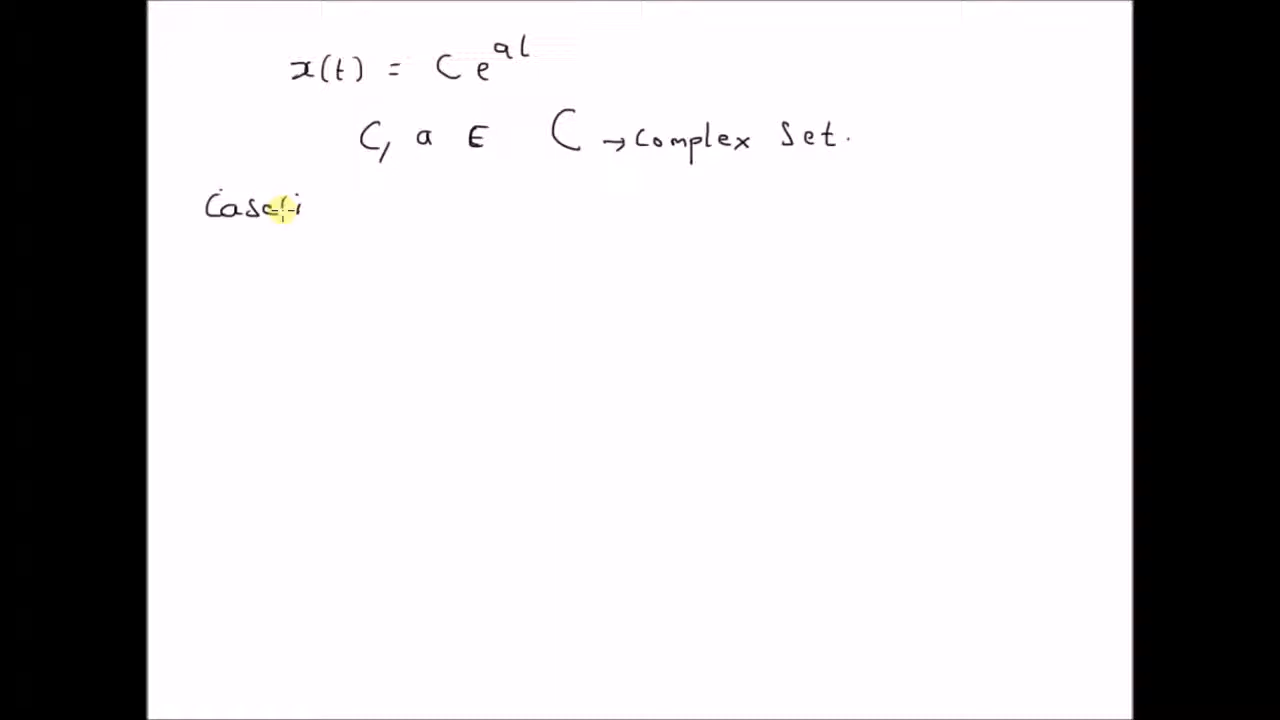 x(t) = C e^at
C, a ∈ C → Complex Set.
Case i